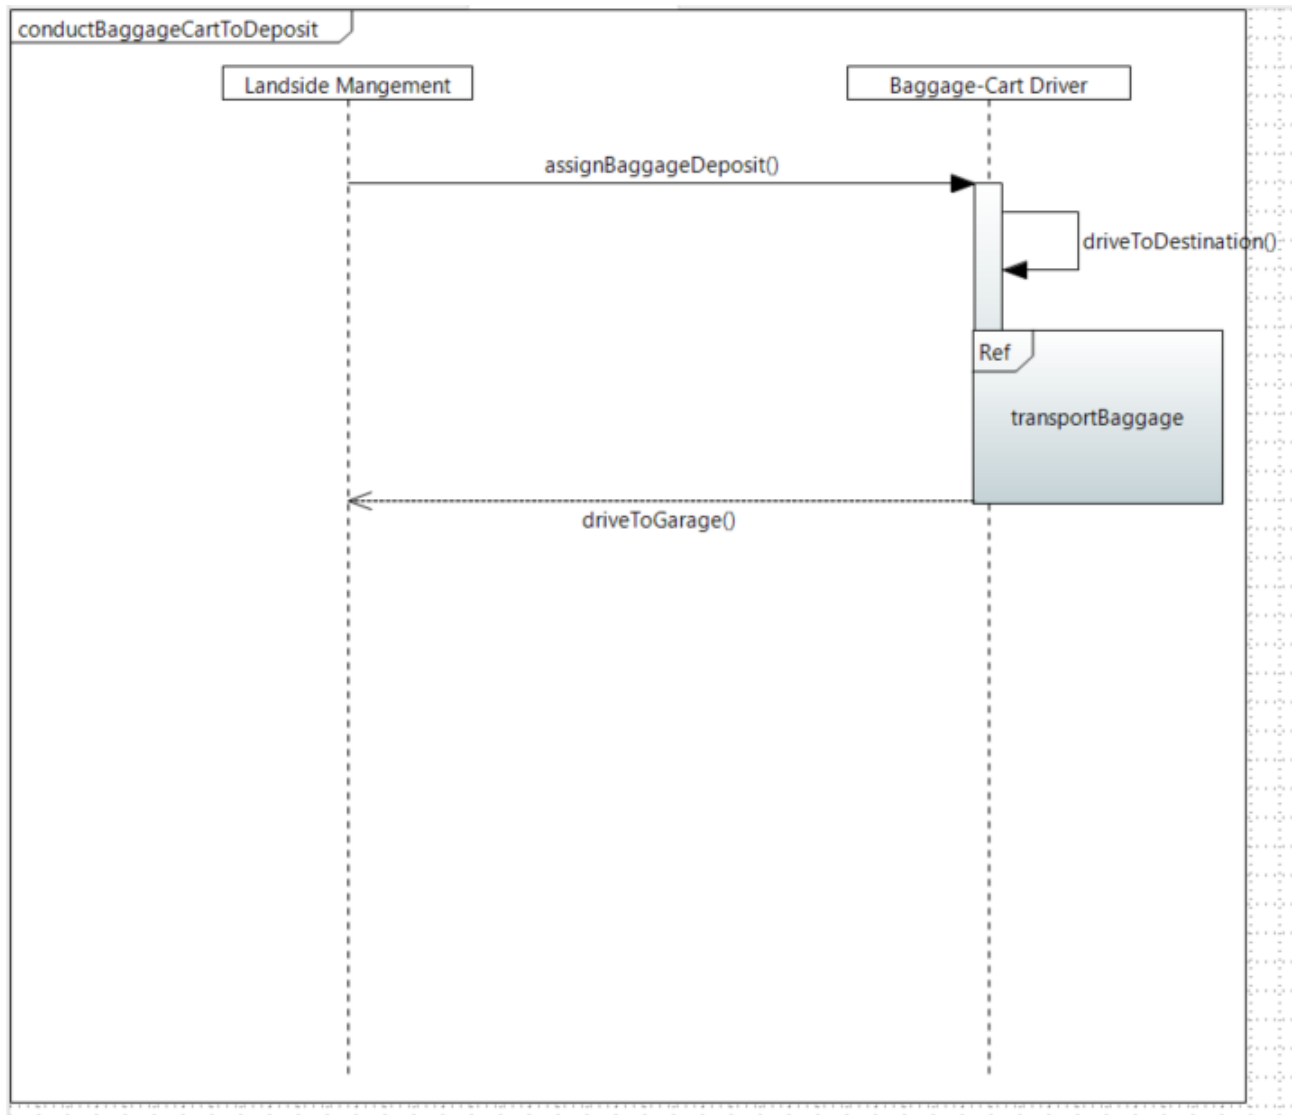 conductBaggageCartToDeposit
Landside Mangement
Baggage-Cart Driver
assignBaggageDeposit()
driveToDestination()
Ref
transportBaggage
driveToGarage()